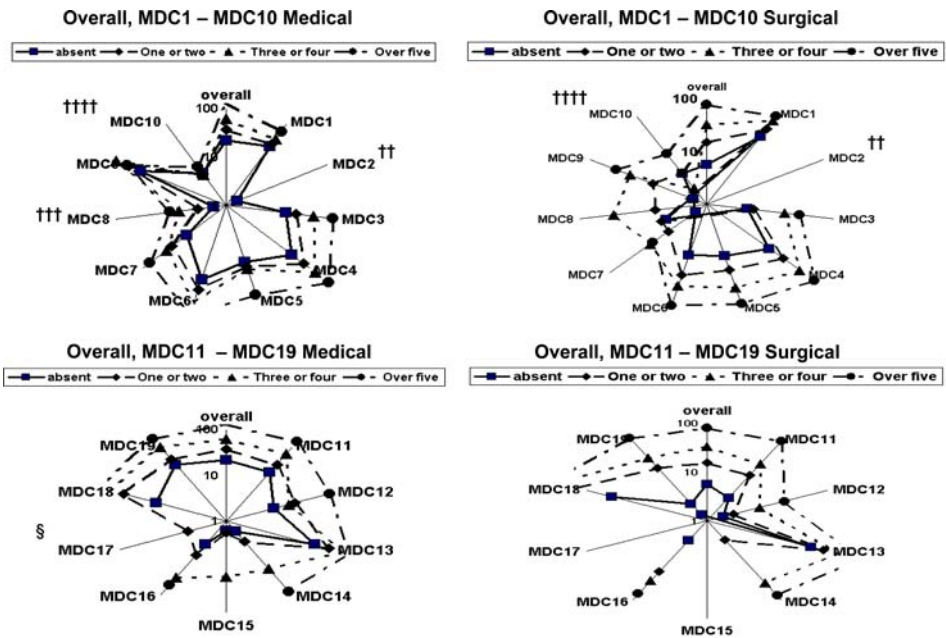 Overall, MDC1 – MDC10 Medical
absent One or two Three or four Over five
overall
100
10
MDC1
MDC2
††
MDC3
MDC4
MDC5
MDC6
MDC7
MDC8
†††
MDC10
††††
Overall, MDC1 – MDC10 Surgical
absent One or two Three or four Over five
overall
100
10
MDC1
MDC2
††
MDC3
MDC4
MDC5
MDC6
MDC7
MDC8
MDC9
MDC10
††††
Overall, MDC11 – MDC19 Medical
absent One or two Three or four Over five
overall
100
10
1
MDC11
MDC12
MDC13
MDC14
MDC15
MDC16
MDC17
§
MDC18
MDC19
Overall, MDC11 – MDC19 Surgical
absent One or two Three or four Over five
overall
100
10
1
MDC11
MDC12
MDC13
MDC14
MDC15
MDC16
MDC17
MDC18
MDC19